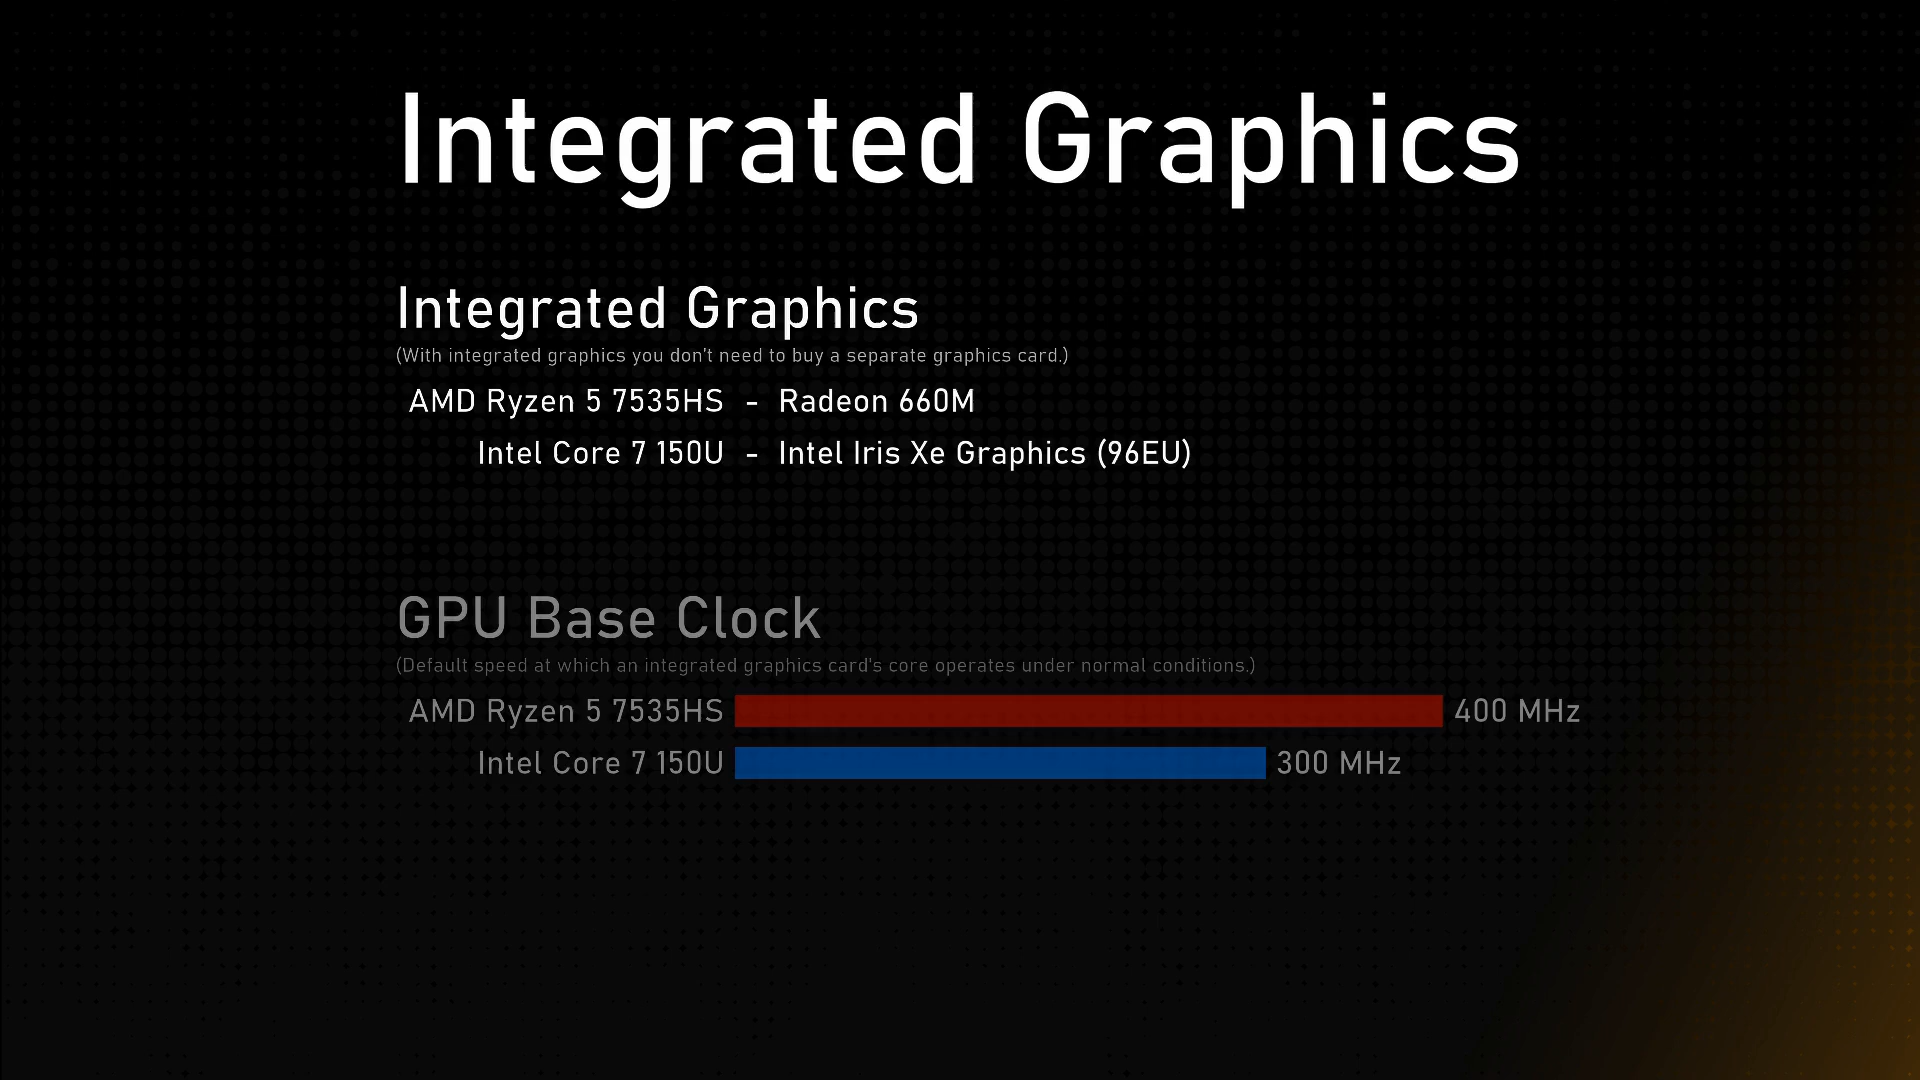 Integrated Graphics
Integrated Graphics
(With integrated graphics you don't need to buy a separate graphics card.)
AMD Ryzen 5 7535HS - Radeon 660M
Intel Core 7 150U - Intel Iris Xe Graphics (96EU)
GPU Base Clock
(Default speed at which an integrated graphics card's core operates under normal conditions.)
AMD Ryzen 5 7535HS 400 MHz
Intel Core 7 150U 300 MHz